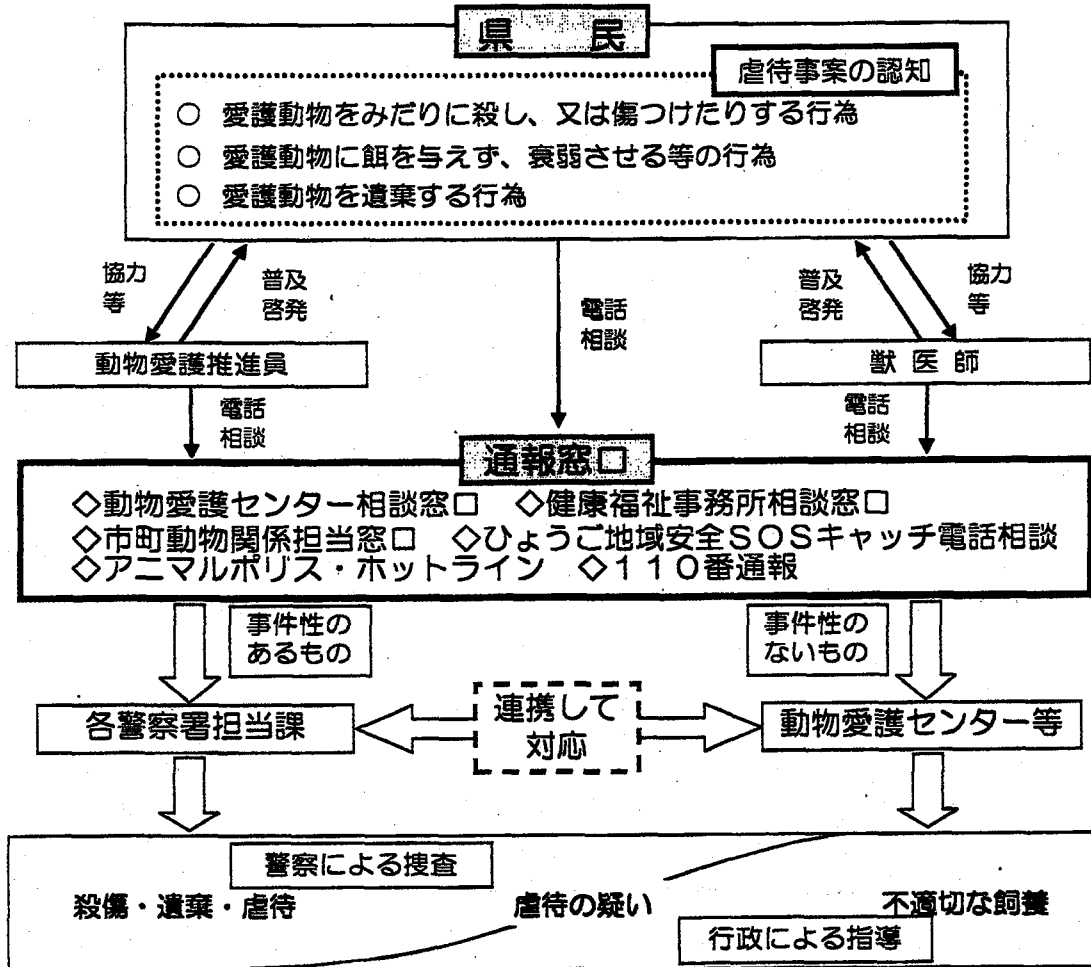 県　民
虐待事案の認知
○ 愛護動物をみだりに殺し、又は傷つけたりする行為
○ 愛護動物に餌を与えず、衰弱させる等の行為
○ 愛護動物を遺棄する行為
協力
等
普及
啓発
電話
相談
普及
啓発
協力
等
動物愛護推進員
獣 医 師
電話
相談
電話
相談
通報窓口
◇動物愛護センター相談窓口　◇健康福祉事務所相談窓口
◇市町動物関係担当窓口　◇ひょうご地域安全SOSキャッチ電話相談
◇アニマルポリス・ホットライン　◇110番通報
事件性の
あるもの
事件性の
ないもの
各警察署担当課
連携して
対応
動物愛護センター等
警察による捜査
殺傷・遺棄・虐待
虐待の疑い
不適切な飼養
行政による指導